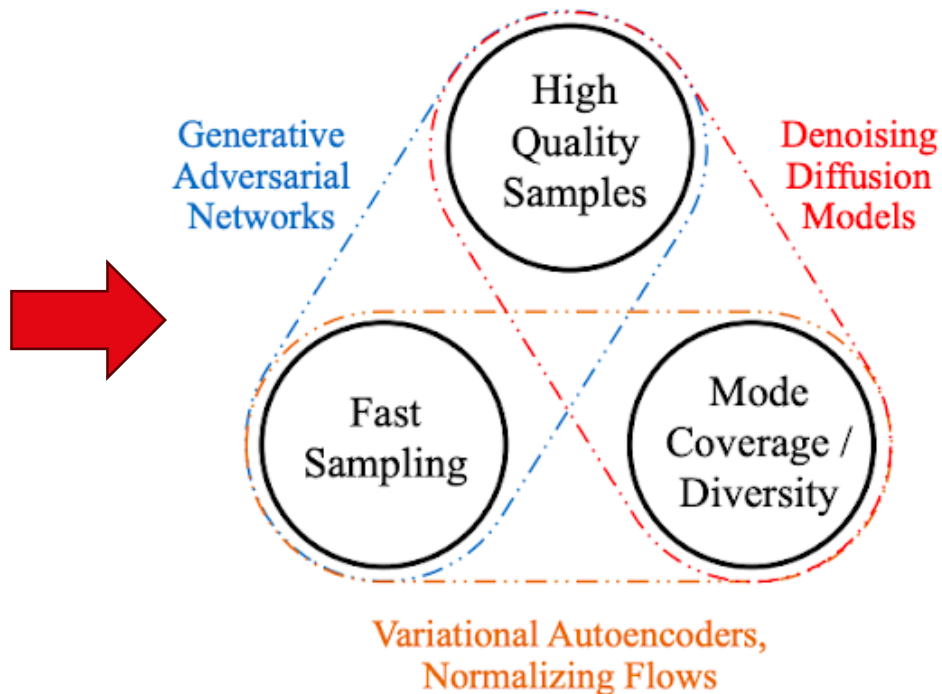 High
Quality
Samples
Generative
Adversarial
Networks
Denoising
Diffusion
Models
Fast
Sampling
Mode
Coverage /
Diversity
Variational Autoencoders,
Normalizing Flows